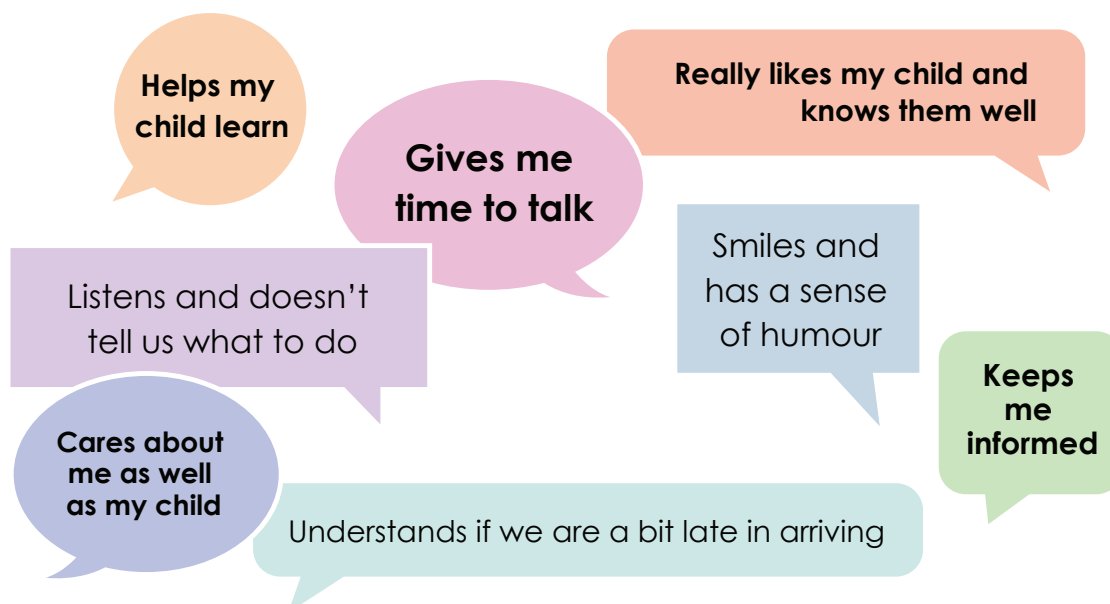 Helps my
child learn
Gives me
time to talk
Really likes my child and
knows them well
Listens and doesn’t
tell us what to do
Smiles and
has a sense
of humour
Keeps
me
informed
Cares about
me as well
as my child
Understands if we are a bit late in arriving